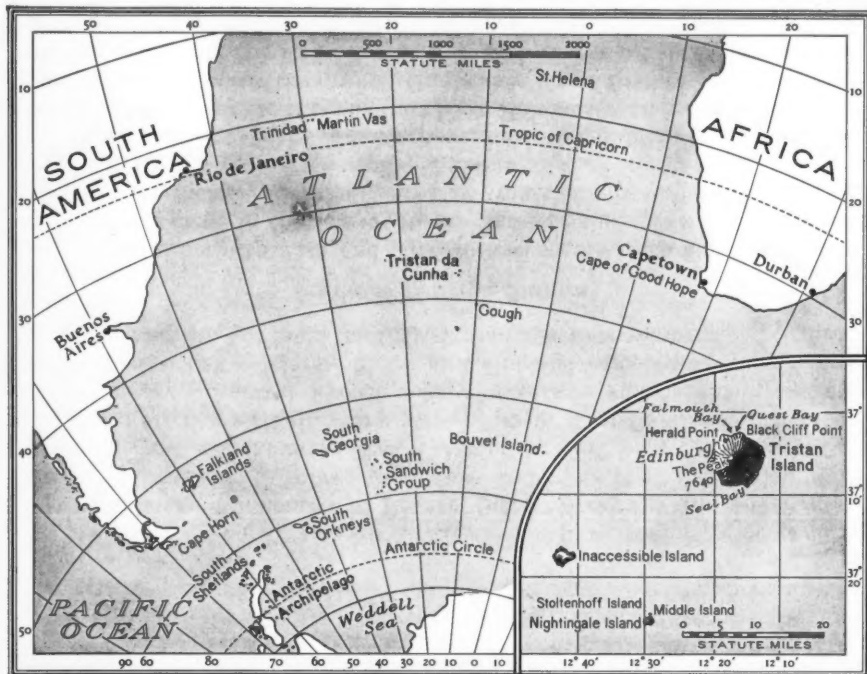 50
40
30
20
10
0
10
20
0 500 1000 1500 2000
STATUTE MILES
10
St. Helena
10
Trinidad Martin Vas
Tropic of Capricorn
SOUTH
AMERICA
AFRICA
Rio de Janeiro
20
ATLANTIC
OCEAN
20
Tristan da
Cunha
Capetown
Cape of Good Hope
Durban
30
Buenos
Aires
Gough
30
Falkland
Islands
South
Georgia
South
Sandwich
Group
Bouvet Island
40
Cape Horn
South
Orkneys
South
Shetlands
Antarctic Circle
Antarctic
Archipelago
Weddell
Sea
PACIFIC
OCEAN
50
90 60
80
70
60
50
40
30
20
10
0
37°
Falmouth
Bay
Quest Bay
Herald Point
Black Cliff Point
Edinburg
Tristan
Island
The Peak
7640
Seal Bay
37°
10'
Inaccessible Island
37°
20'
Stoltenhoff Island
Middle Island
Nightingale Island
0 10 20
STATUTE MILES
12° 40'
12° 30'
12° 20'
12° 10'